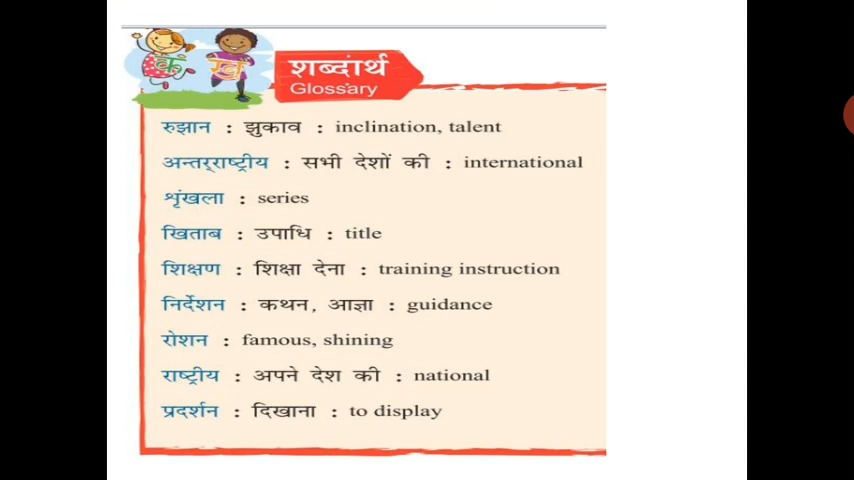 क ख
शब्दार्थ
Glossary
रुझान : झुकाव : inclination, talent
अन्तर्राष्ट्रीय : सभी देशों की : international
शृंखला : series
खिताब : उपाधि : title
शिक्षण : शिक्षा देना : training instruction
निर्देशन : कथन, आज्ञा : guidance
रोशन : famous, shining
राष्ट्रीय : अपने देश की : national
प्रदर्शन : दिखाना : to display